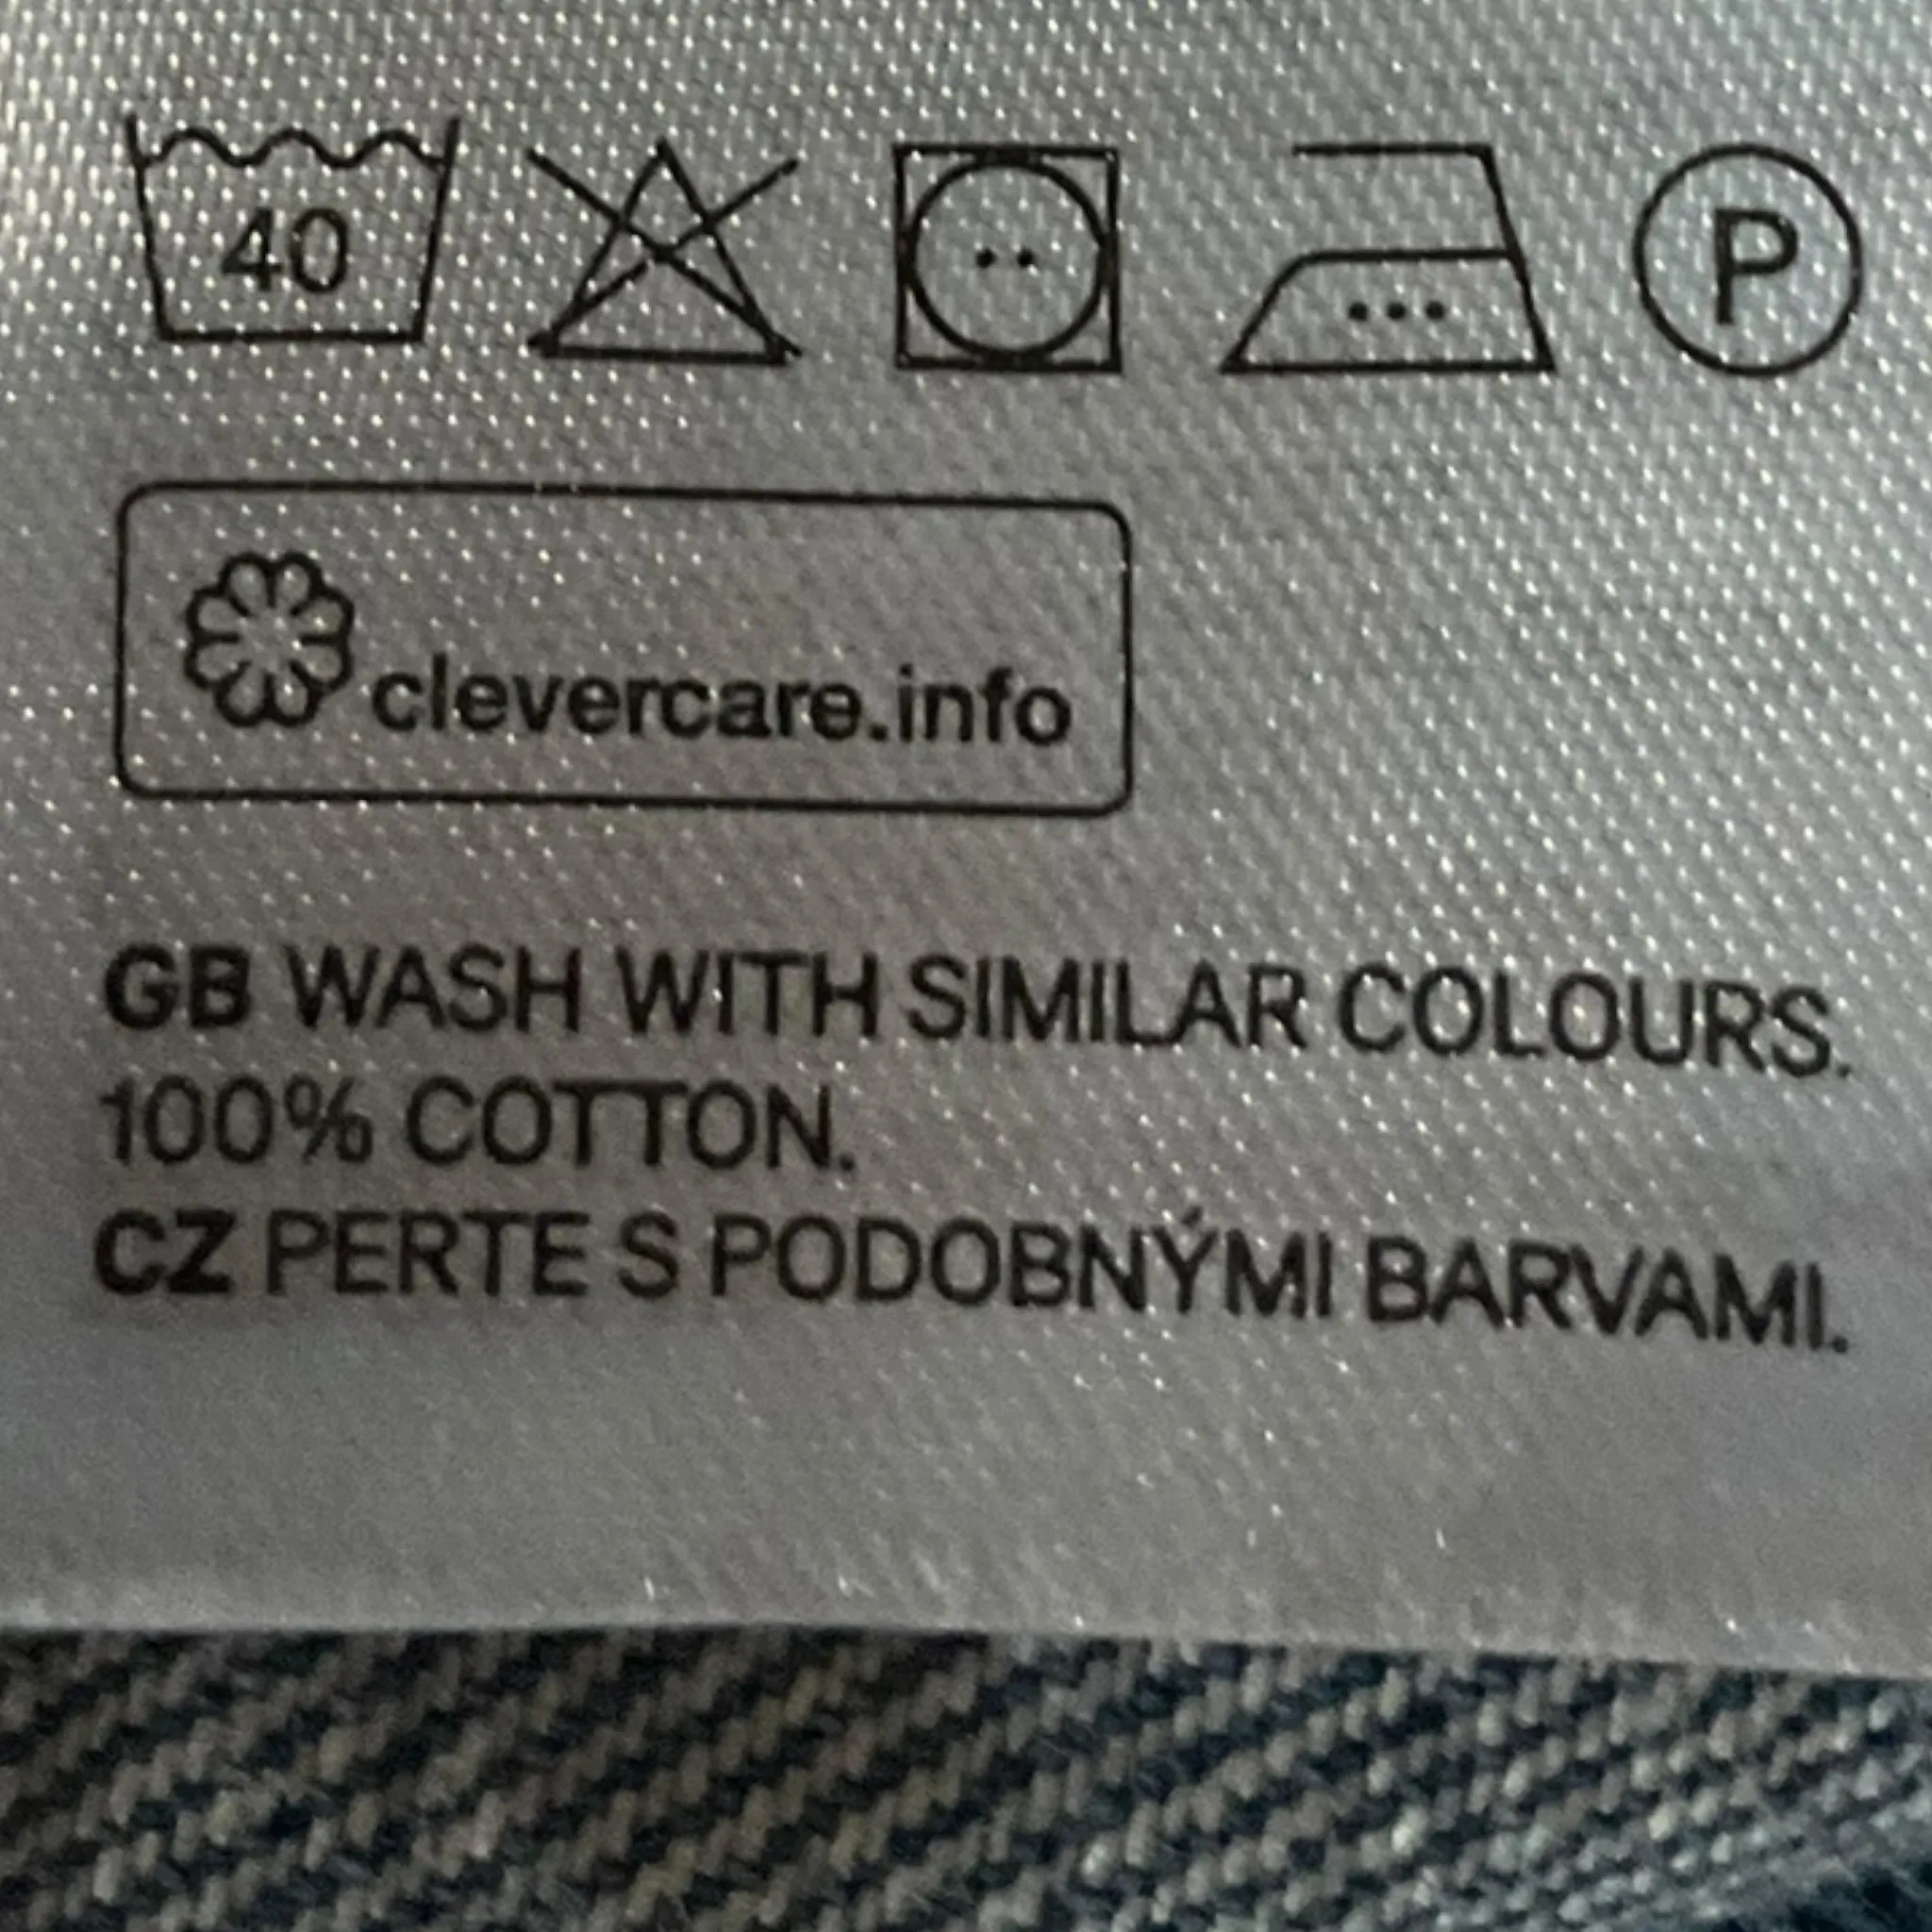 40
P
clevercare.info
GB WASH WITH SIMILAR COLOURS.
100% COTTON.
CZ PERTE S PODOBNÝMI BARVAMI.